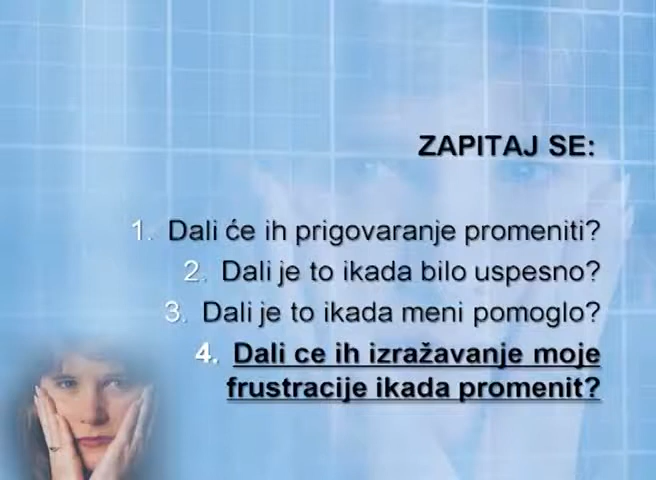 ZAPITAJ SE:
1. Dali će ih prigovaranje promeniti?
2. Dali je to ikada bilo uspesno?
3. Dali je to ikada meni pomoglo?
4. Dali ce ih izražavanje moje
frustracije ikada promenit?